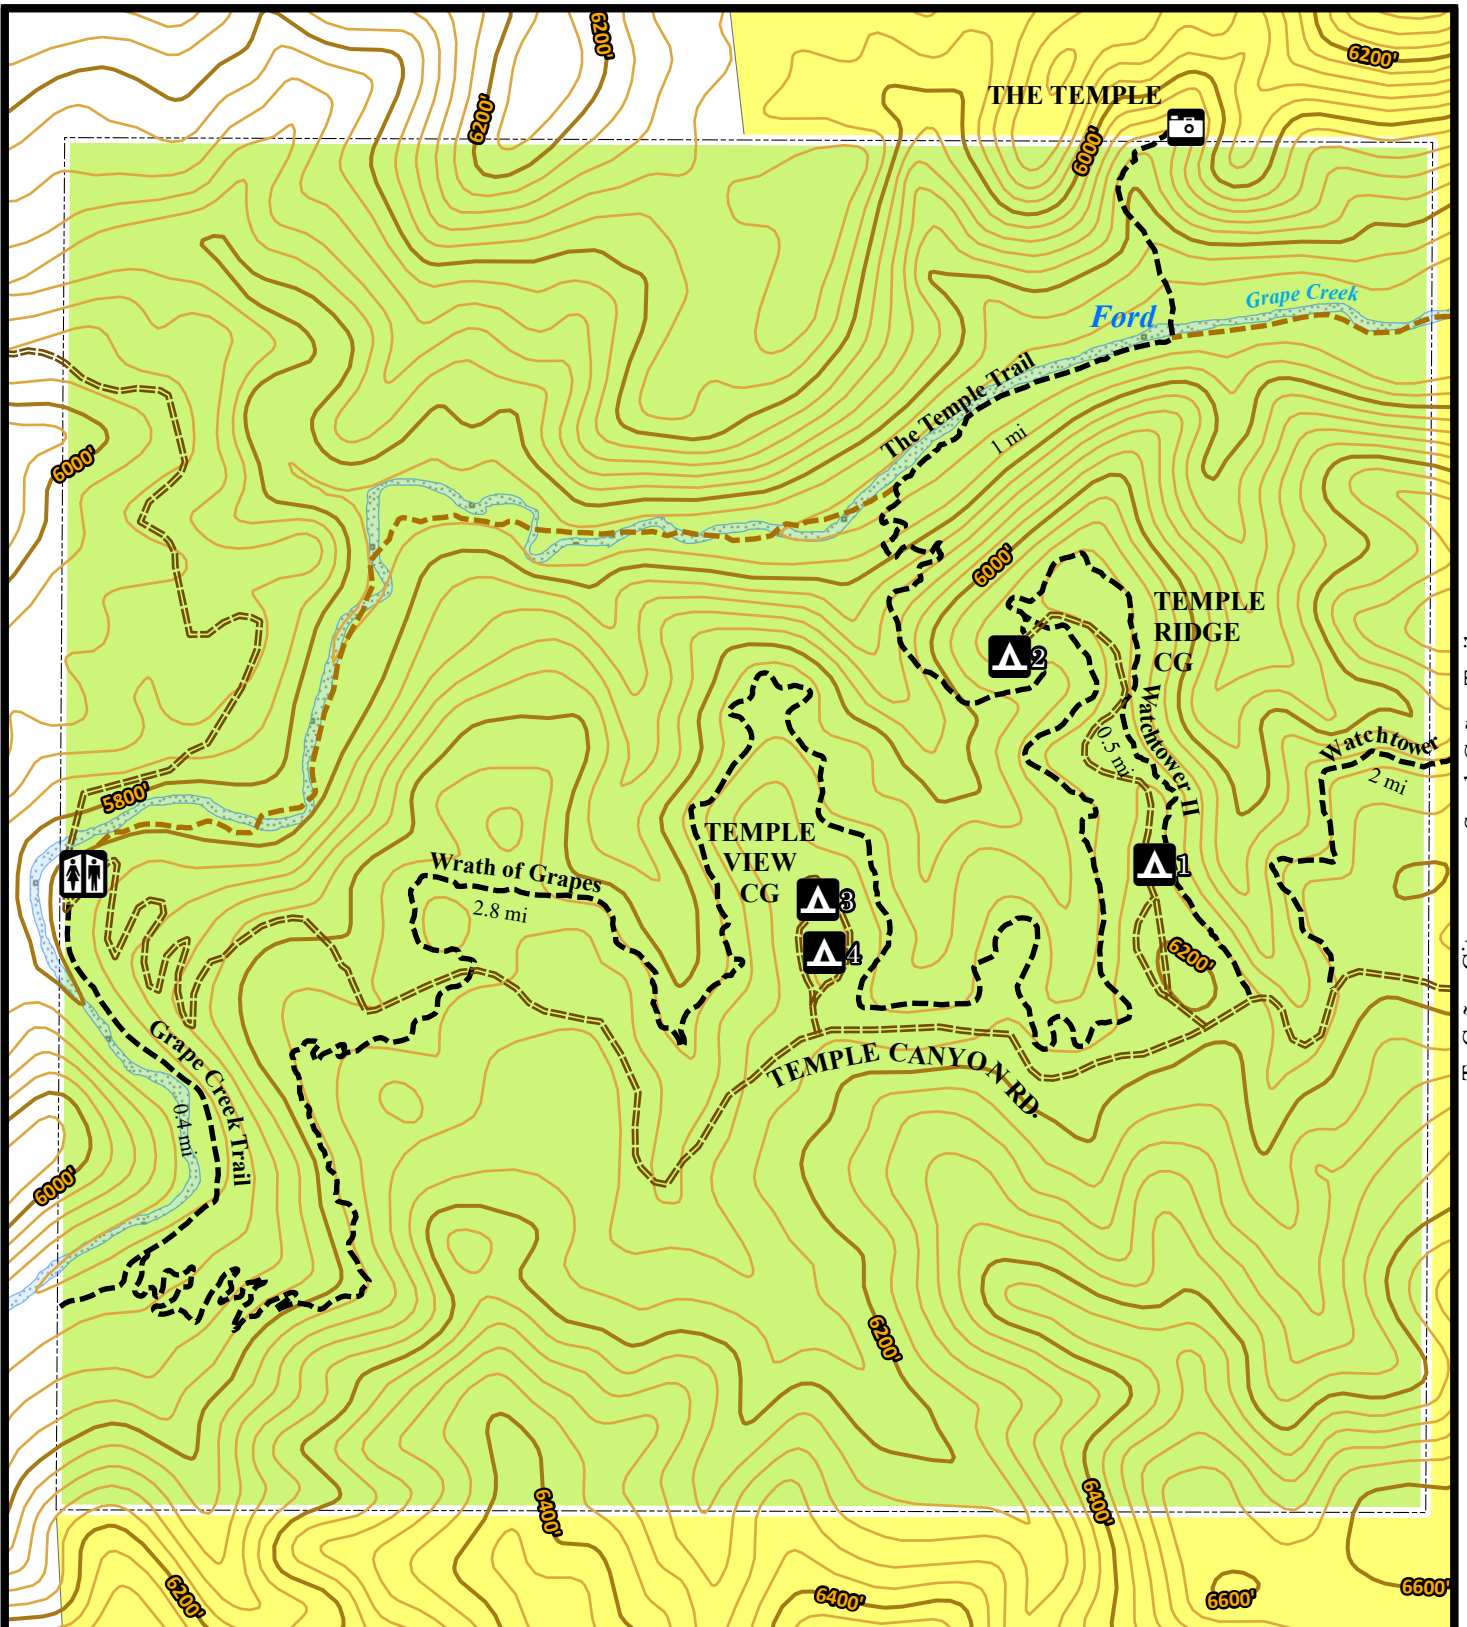 6200'
6200'
6200'
THE TEMPLE
6000'
Grape Creek
Ford
The Temple Trail
1 mi
6000'
6000'
TEMPLE
RIDGE
CG
2
Watchtower II
0.5 mi
Watchtower
2 mi
5800'
TEMPLE
VIEW
CG
Wrath of Grapes
2.8 mi
1
3
4
6200'
Grape Creek Trail
0.4 mi
TEMPLE CANYON RD.
6000'
6200'
6400'
6400'
6200'
6400'
6600'
6600'